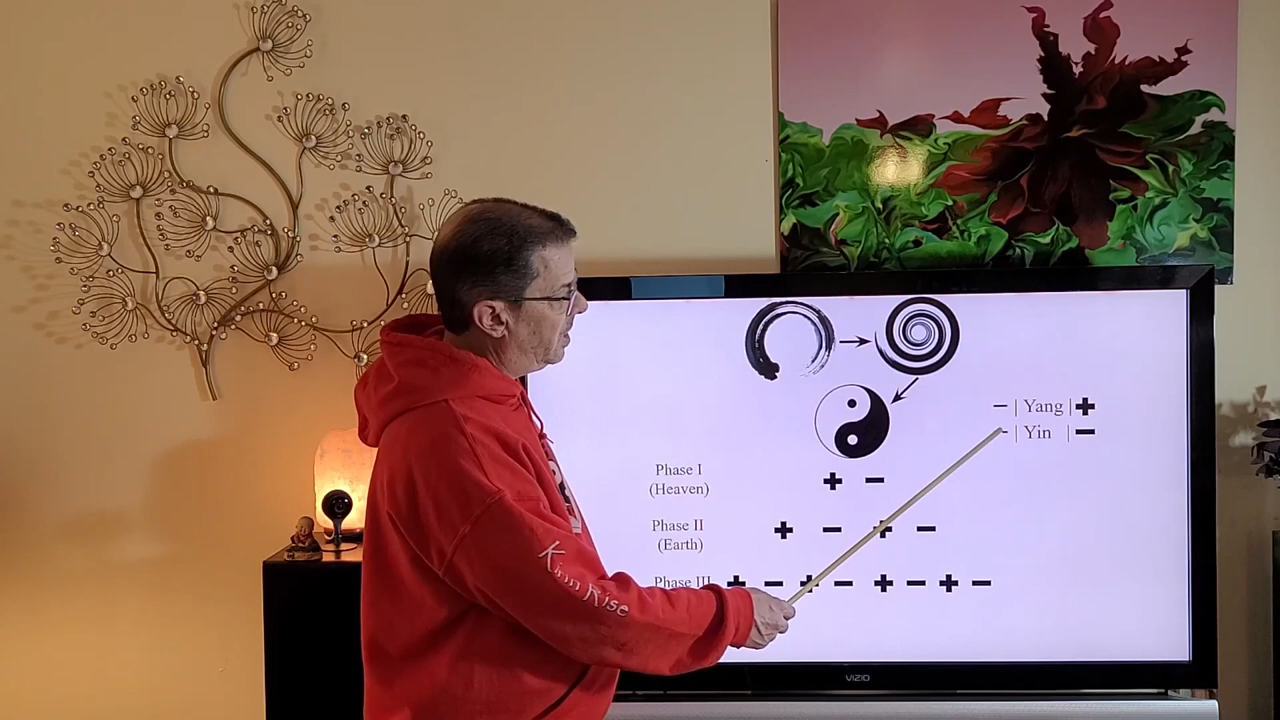 — | Yang | +
- | Yin | −
Phase I
(Heaven)
+ −
Phase II
(Earth)
+ − + −
Phase III
+ − + − + − + −
Kinn Rise
VIZIO